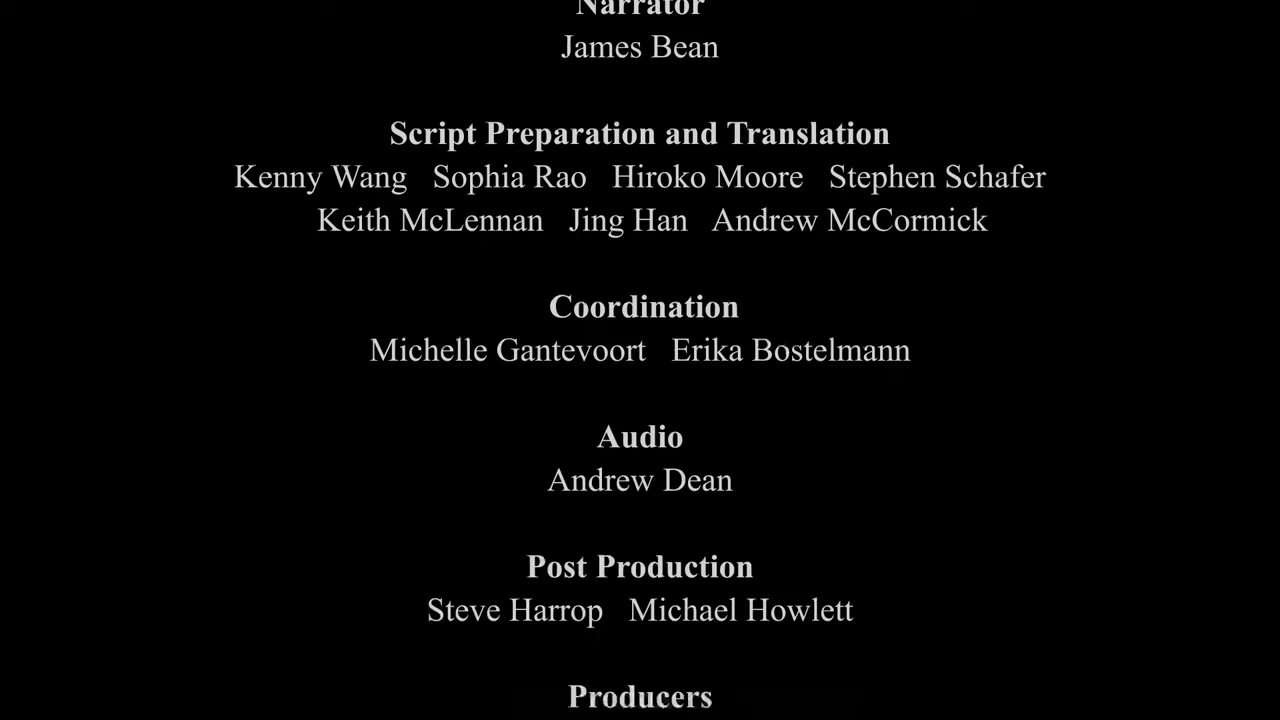 Narrator
James Bean
Script Preparation and Translation
Kenny Wang Sophia Rao Hiroko Moore Stephen Schafer
Keith McLennan Jing Han Andrew McCormick
Coordination
Michelle Gantevoort Erika Bostelmann
Audio
Andrew Dean
Post Production
Steve Harrop Michael Howlett
Producers